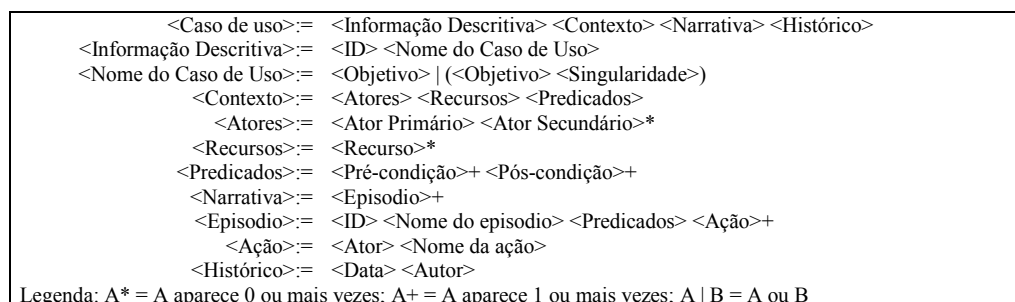 <Caso de uso>:= <Informação Descritiva> <Contexto> <Narrativa> <Histórico>
<Informação Descritiva>:= <ID> <Nome do Caso de Uso>
<Nome do Caso de Uso>:= <Objetivo> | (<Objetivo> <Singularidade>)
<Contexto>:= <Atores> <Recursos> <Predicados>
<Atores>:= <Ator Primário> <Ator Secundário>*
<Recursos>:= <Recurso>*
<Predicados>:= <Pré-condição>+ <Pós-condição>+
<Narrativa>:= <Episodio>+
<Episodio>:= <ID> <Nome do episodio> <Predicados> <Ação>+
<Ação>:= <Ator> <Nome da ação>
<Histórico>:= <Data> <Autor>
Legenda: A* = A aparece 0 ou mais vezes; A+ = A aparece 1 ou mais vezes; A | B = A ou B